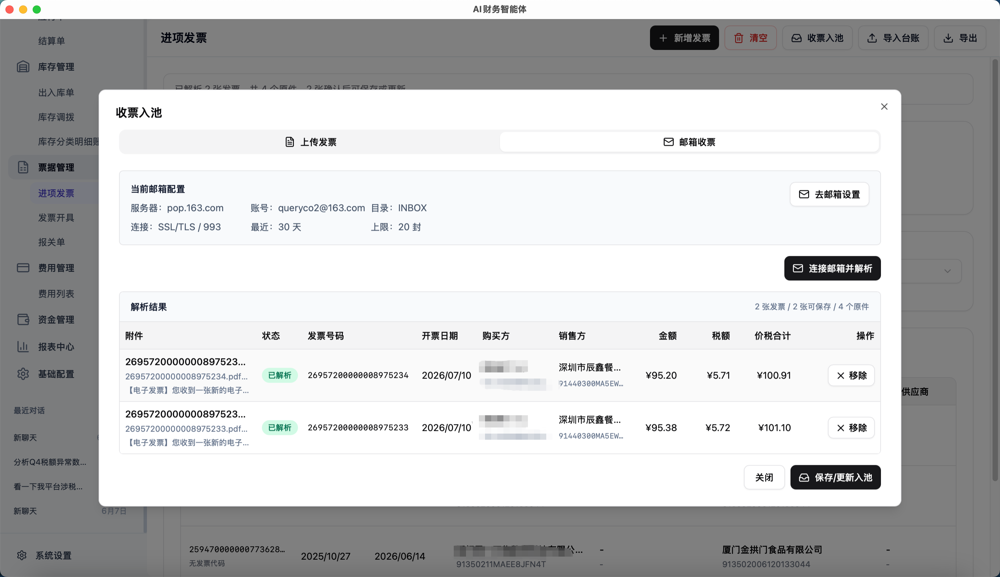 AI财务智能体
结算单
库存管理
出入库单
库存调拨
库存分类明细账
票据管理
进项发票
发票开具
报关单
费用管理
费用列表
资金管理
报表中心
基础配置
最近对话
新聊天
分析Q4税额异常数...
看一下我平台涉税...
新聊天
6月7日
系统设置
进项发票
新增发票
清空
收票入池
导入台账
导出
已解析 2 张发票，共 4 个原件，2 张确认后可保存或更新
收票入池
上传发票
邮箱收票
当前邮箱配置
去邮箱设置
服务器：pop.163.com
账号：queryco2@163.com
目录：INBOX
连接：SSL/TLS / 993
最近：30 天
上限：20 封
连接邮箱并解析
解析结果
2 张发票 / 2 张可保存 / 4 个原件
附件 状态 发票号码 开票日期 购买方 销售方 金额 税额 价税合计 操作
2695720000000897523...
26957200000008975234.pdf...
【电子发票】您收到一张新的电子...
已解析
26957200000008975234
2026/07/10
深圳市辰鑫餐...
91440300MA5EW...
¥95.20
¥5.71
¥100.91
移除
2695720000000897523...
26957200000008975233.pdf...
【电子发票】您收到一张新的电子...
已解析
26957200000008975233
2026/07/10
深圳市辰鑫餐...
91440300MA5EW...
¥95.38
¥5.72
¥101.10
移除
关闭
保存/更新入池
供应商
259470000000773628...
无发票代码
2025/10/27
2026/06/14
91350211MAEE8JFN4T
-
-
厦门金拱门食品有限公司
913502006120133044
-
-